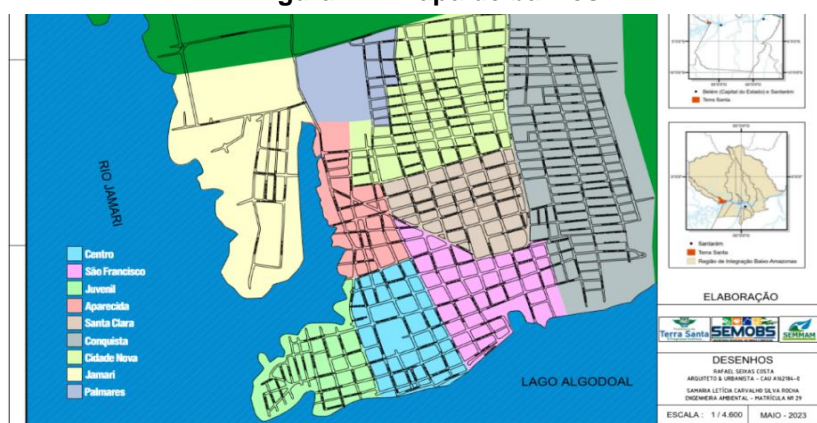 RIO JAMARI
Centro
São Francisco
Juvenil
Aparecida
Santa Clara
Conquista
Cidade Nova
Jamari
Palmares
LAGO ALGODOAL
Belém (Capital do Estado) e Santarém
Terra Santa
Santarém
Terra Santa
Região de Integração Baixo Amazonas
ELABORAÇÃO
Terra Santa
SEMOBS
SEMMAM
DESENHOS
RAFAEL SEIXAS COSTA
ARQUITETO & URBANISTA - CAU A162184-0
SAMARIA LETÍCIA CARVALHO SILVA ROCHA
ENGENHEIRA AMBIENTAL - MATRÍCULA Nº 29
ESCALA : 1 / 4.600
MAIO - 2023